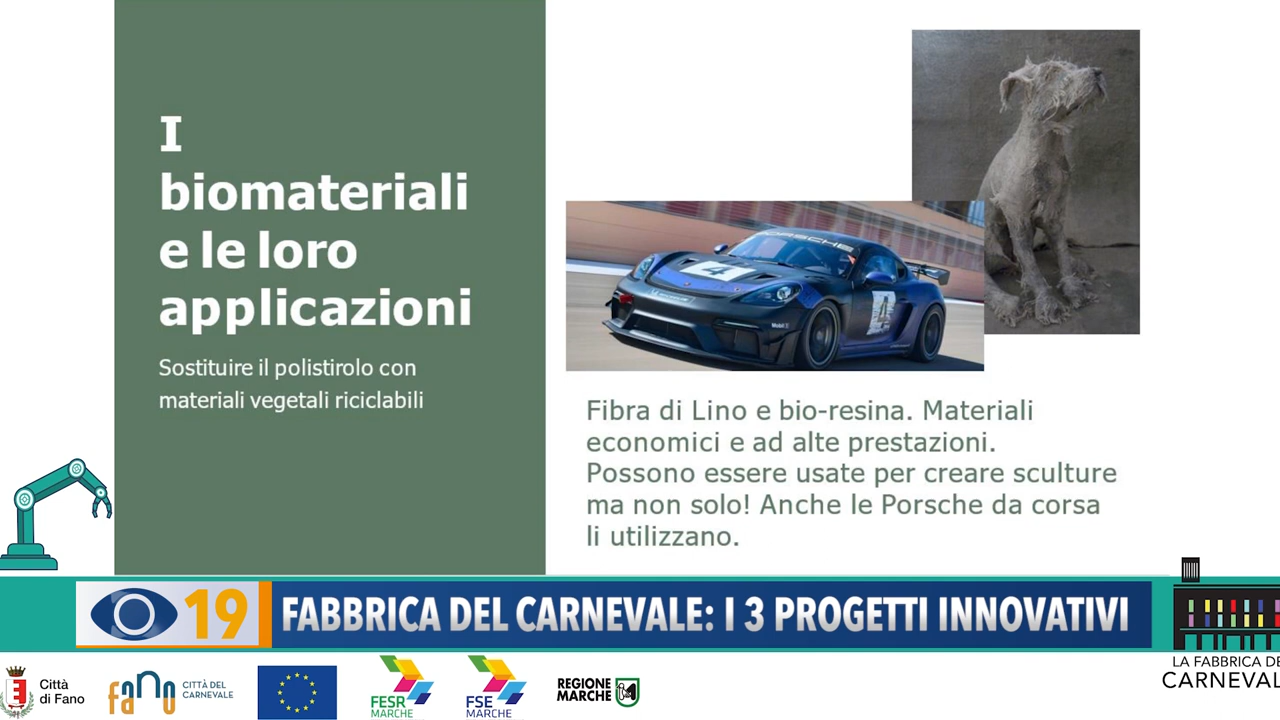 I
biomateriali
e le loro
applicazioni
Sostituire il polistirolo con
materiali vegetali riciclabili
PORSCHE
4
4
Fibra di Lino e bio-resina. Materiali
economici e ad alte prestazioni.
Possono essere usate per creare sculture
ma non solo! Anche le Porsche da corsa
li utilizzano.
19
FABBRICA DEL CARNEVALE: I 3 PROGETTI INNOVATIVI
Città
di Fano
fano
CITTÀ DEL
CARNEVALE
FESR
MARCHE
FSE
MARCHE
REGIONE
MARCHE
LA FABBRICA DE
CARNEVAL